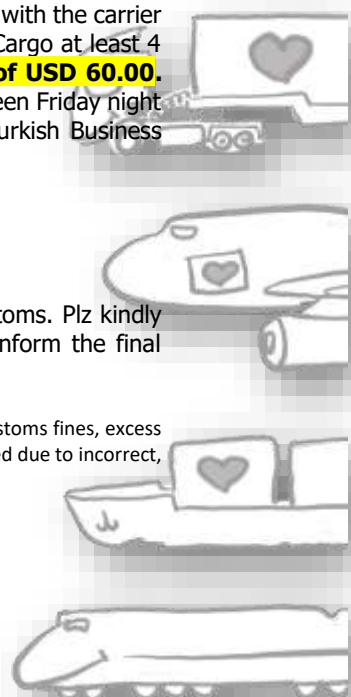 with the carrier
Cargo at least 4
of USD 60.00.
een Friday night
urkish Business
toms. Plz kindly
nform the final
stoms fines, excess
ed due to incorrect,